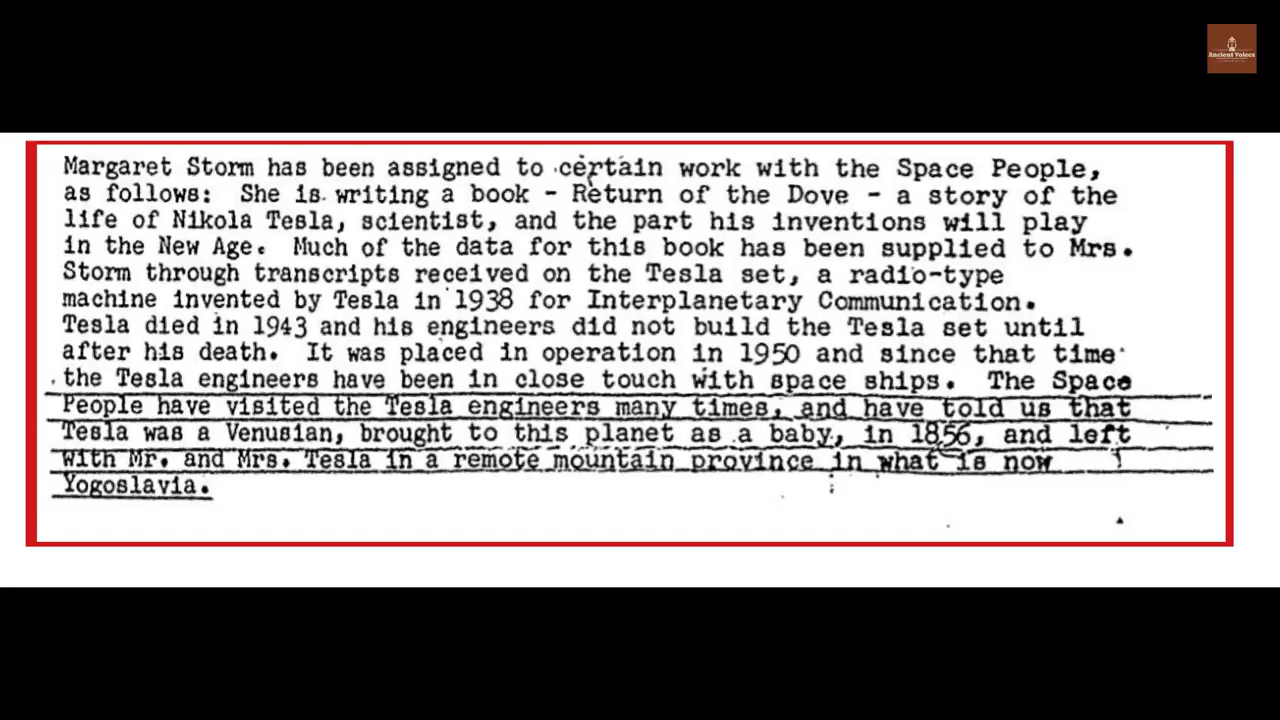 Ancient Voices
Margaret Storm has been assigned to certain work with the Space People,
as follows: She is writing a book - Return of the Dove - a story of the
life of Nikola Tesla, scientist, and the part his inventions will play
in the New Age. Much of the data for this book has been supplied to Mrs.
Storm through transcripts received on the Tesla set, a radio-type
machine invented by Tesla in 1938 for Interplanetary Communication.
Tesla died in 1943 and his engineers did not build the Tesla set until
after his death. It was placed in operation in 1950 and since that time
the Tesla engineers have been in close touch with space ships. The Space
People have visited the Tesla engineers many times, and have told us that
Tesla was a Venusian, brought to this planet as a baby, in 1856, and left
with Mr. and Mrs. Tesla in a remote mountain province in what is now
Yogoslavia.